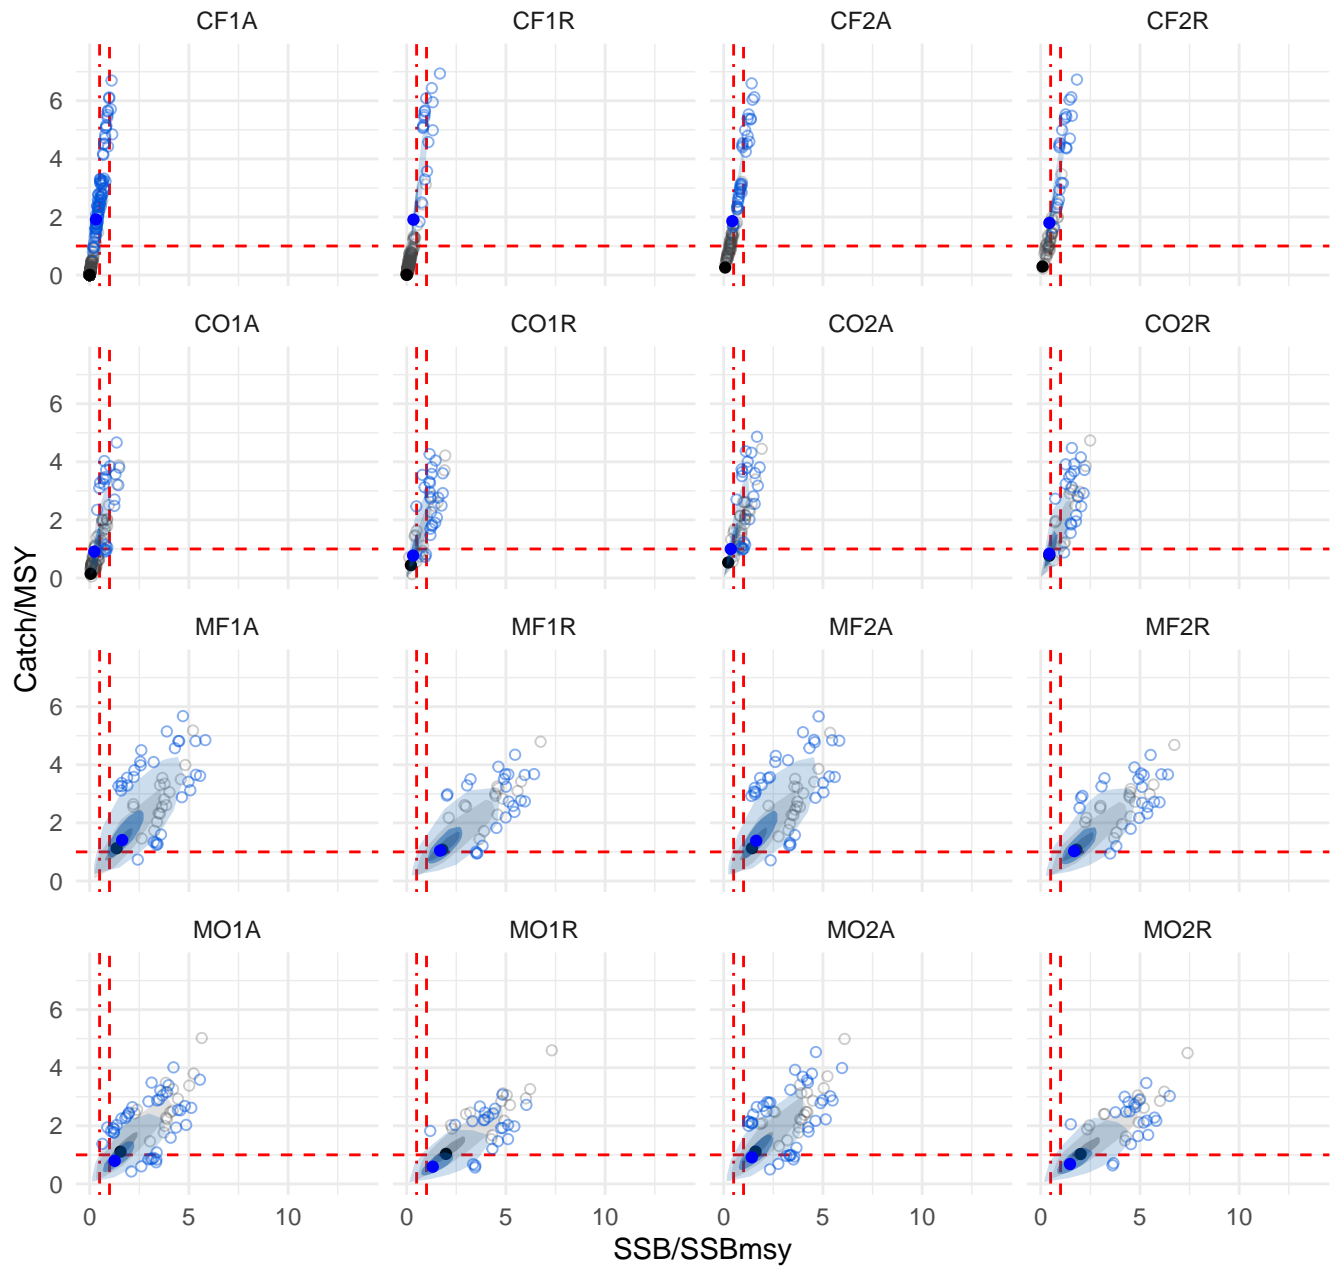 CF1A CF1R CF2A CF2R
6
4
2
0
CO1A CO1R CO2A CO2R
6
4
2
0
Catch/MSY
MF1A MF1R MF2A MF2R
6
4
2
0
MO1A MO1R MO2A MO2R
6
4
2
0
0 5 10 0 5 10 0 5 10 0 5 10
SSB/SSBmsy